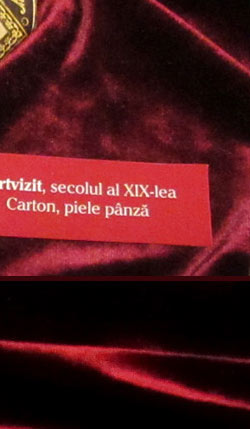 rtvizit, secolul al XIX-lea
Carton, piele pânză